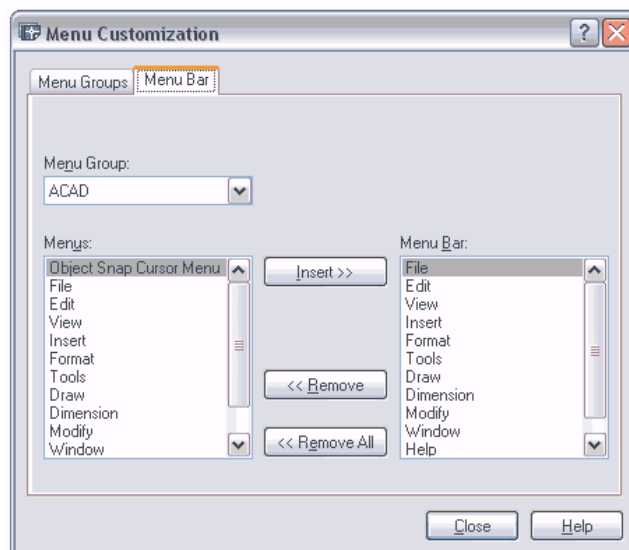 Menu Customization
Menu Groups
Menu Bar
Menu Group:
ACAD
Menus:
Object Snap Cursor Menu
File
Edit
View
Insert
Format
Tools
Draw
Dimension
Modify
Window
Insert >>
<< Remove
<< Remove All
Menu Bar:
File
Edit
View
Insert
Format
Tools
Draw
Dimension
Modify
Window
Help
Close
Help